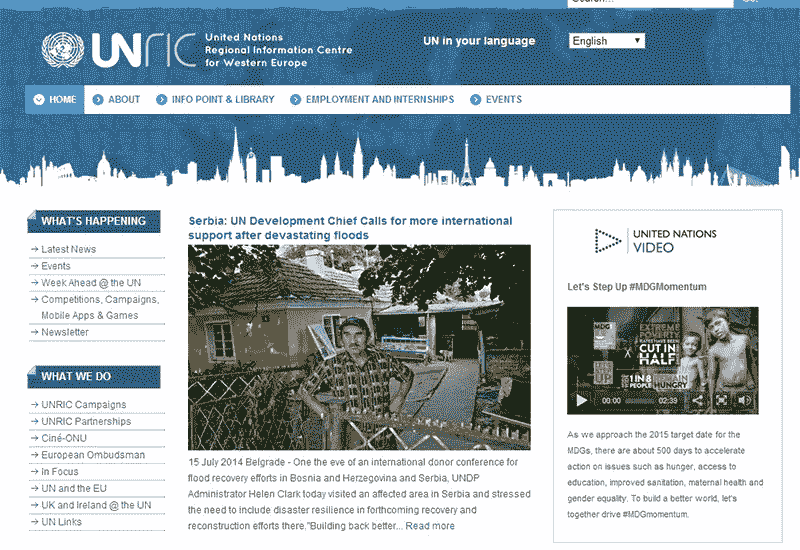 Search...
United Nations
Regional Information Centre
for Western Europe
UNRIC
UN in your language
English
HOME
ABOUT
INFO POINT & LIBRARY
EMPLOYMENT AND INTERNSHIPS
EVENTS
WHAT'S HAPPENING
Latest News
Events
Week Ahead @ the UN
Competitions, Campaigns,
Mobile Apps & Games
Newsletter
WHAT WE DO
UNRIC Campaigns
UNRIC Partnerships
Ciné-ONU
European Ombudsman
In Focus
UN and the EU
UK and Ireland @ the UN
UN Links
Serbia: UN Development Chief Calls for more international
support after devastating floods
15 July 2014 Belgrade - One the eve of an international donor conference for
flood recovery efforts in Bosnia and Herzegovina and Serbia, UNDP
Administrator Helen Clark today visited an affected area in Serbia and stressed
the need to include disaster resilience in forthcoming recovery and
reconstruction efforts there."Building back better... Read more
UNITED NATIONS
VIDEO
Let's Step Up #MDGMomentum
MDG
EXTREME
POVERTY
RATES HAVE BEEN
CUT IN
HALF
1 IN 8
PEOPLE
REMAIN
HUNGRY
00:00
02:39
As we approach the 2015 target date for the
MDGs, there are about 500 days to accelerate
action on issues such as hunger, access to
education, improved sanitation, maternal health and
gender equality. To build a better world, let's
together drive #MDGmomentum.